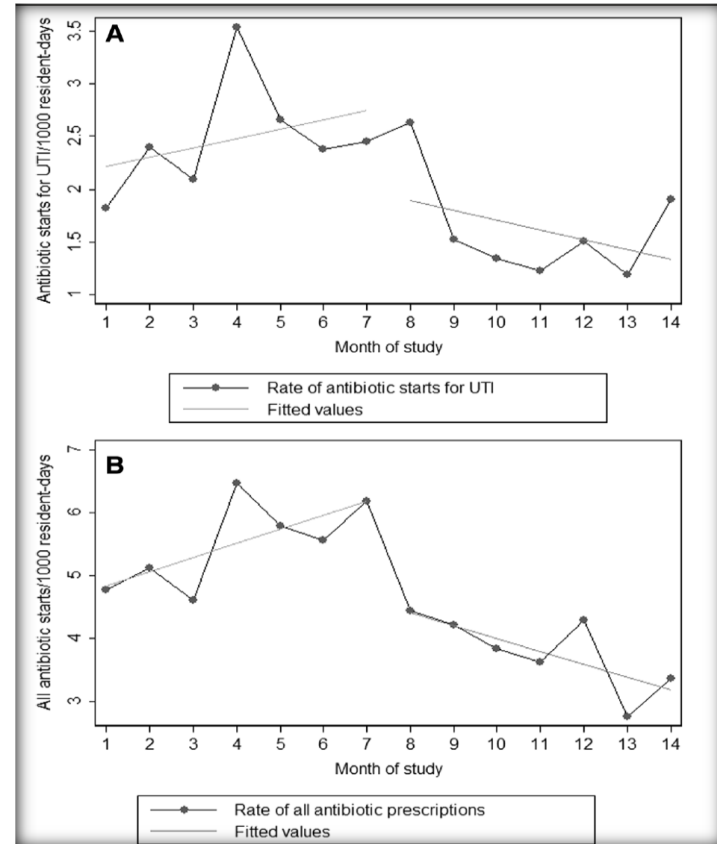 A
Antibiotic starts for UTI/1000 resident-days
3.5
3
2.5
2
1.5
1
1 2 3 4 5 6 7 8 9 10 11 12 13 14
Month of study
Rate of antibiotic starts for UTI
Fitted values
B
All antibiotic starts/1000 resident-days
7
6
5
4
3
1 2 3 4 5 6 7 8 9 10 11 12 13 14
Month of study
Rate of all antibiotic prescriptions
Fitted values